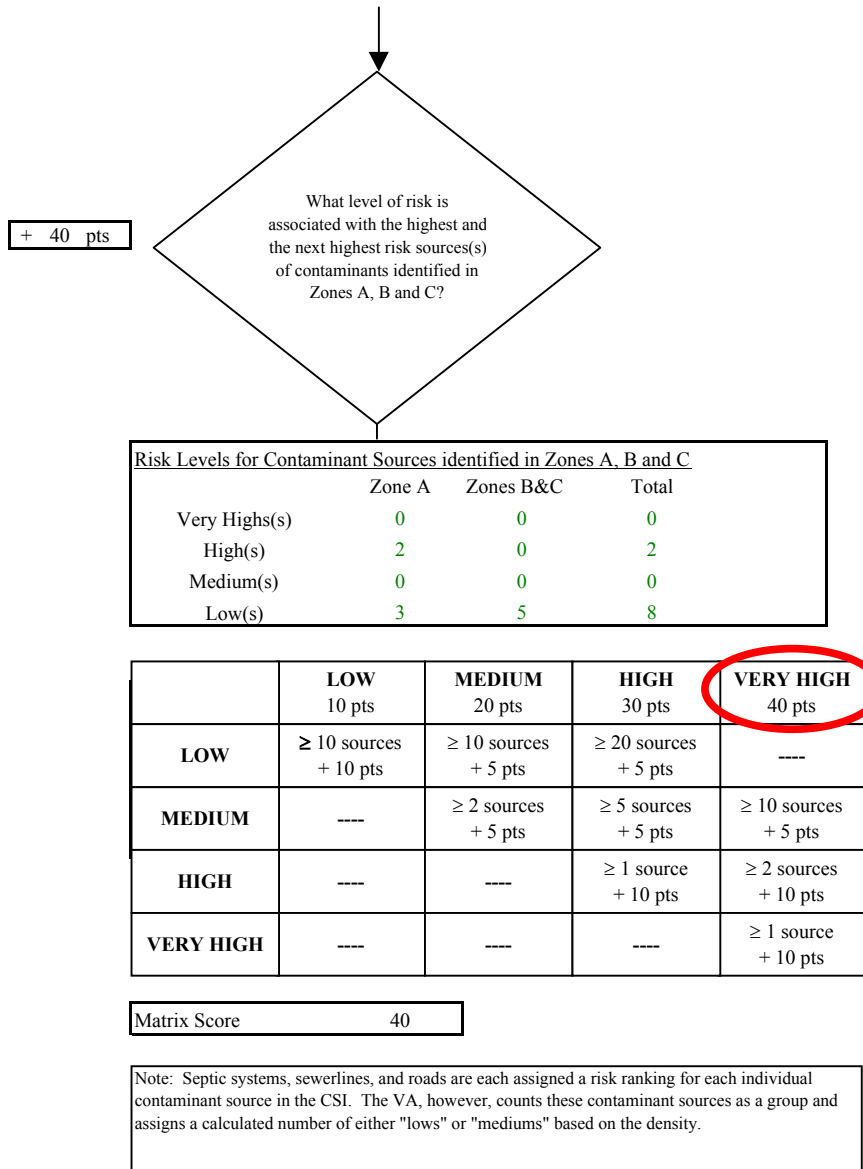 What level of risk is
associated with the highest and
the next highest risk sources(s)
of contaminants identified in
Zones A, B and C?
+ 40 pts
Risk Levels for Contaminant Sources identified in Zones A, B and C
Zone A Zones B&C Total
Very Highs(s) 0 0 0
High(s) 2 0 2
Medium(s) 0 0 0
Low(s) 3 5 8
LOW MEDIUM HIGH VERY HIGH
10 pts 20 pts 30 pts 40 pts
LOW ≥ 10 sources + 10 pts ≥ 10 sources + 5 pts ≥ 20 sources + 5 pts ----
MEDIUM ---- ≥ 2 sources + 5 pts ≥ 5 sources + 5 pts ≥ 10 sources + 5 pts
HIGH ---- ---- ≥ 1 source + 10 pts ≥ 2 sources + 10 pts
VERY HIGH ---- ---- ---- ≥ 1 source + 10 pts
Matrix Score 40
Note: Septic systems, sewerlines, and roads are each assigned a risk ranking for each individual
contaminant source in the CSI. The VA, however, counts these contaminant sources as a group and
assigns a calculated number of either "lows" or "mediums" based on the density.